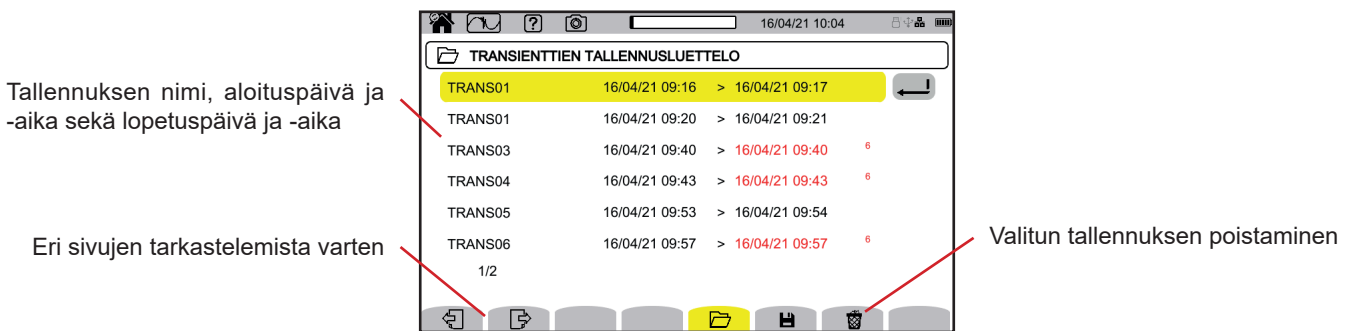 ? 16/04/21 10:04
TRANSIENTTIEN TALLENNUSLUETTELO
Tallennuksen nimi, aloituspäivä ja
-aika sekä lopetuspäivä ja -aika
TRANS01 16/04/21 09:16 > 16/04/21 09:17
TRANS01 16/04/21 09:20 > 16/04/21 09:21
TRANS03 16/04/21 09:40 > 16/04/21 09:40 6
TRANS04 16/04/21 09:43 > 16/04/21 09:43 6
TRANS05 16/04/21 09:53 > 16/04/21 09:54
TRANS06 16/04/21 09:57 > 16/04/21 09:57 6
1/2
Eri sivujen tarkastelemista varten
Valitun tallennuksen poistaminen